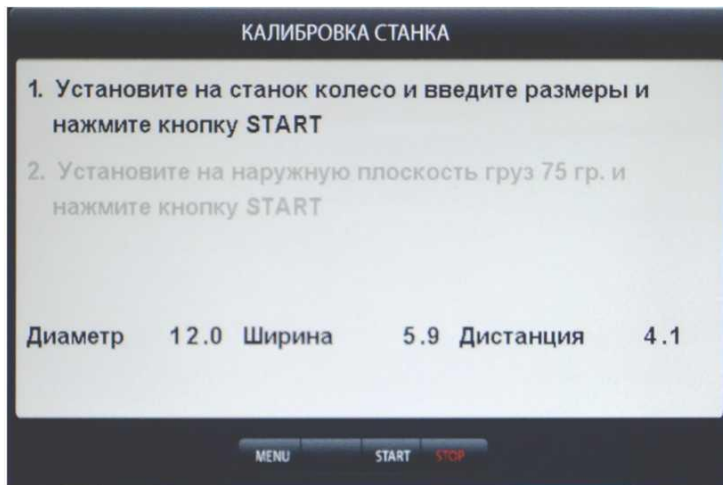 КАЛИБРОВКА СТАНКА
1. Установите на станок колесо и введите размеры и
нажмите кнопку START
2. Установите на наружную плоскость груз 75 гр. и
нажмите кнопку START
Диаметр 12.0 Ширина 5.9 Дистанция 4.1
MENU START STOP